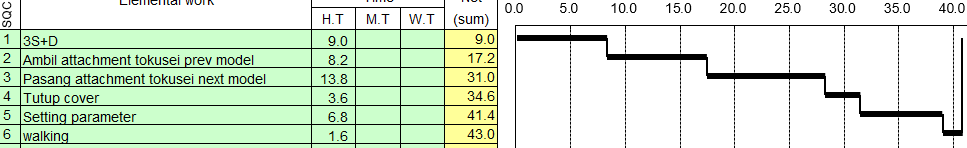 SQC Elemental work Time Net 0.0 5.0 10.0 15.0 20.0 25.0 30.0 35.0 40.0
H.T M.T W.T (sum)
1 3S+D 9.0 9.0
2 Ambil attachment tokusei prev model 8.2 17.2
3 Pasang attachment tokusei next model 13.8 31.0
4 Tutup cover 3.6 34.6
5 Setting parameter 6.8 41.4
6 walking 1.6 43.0